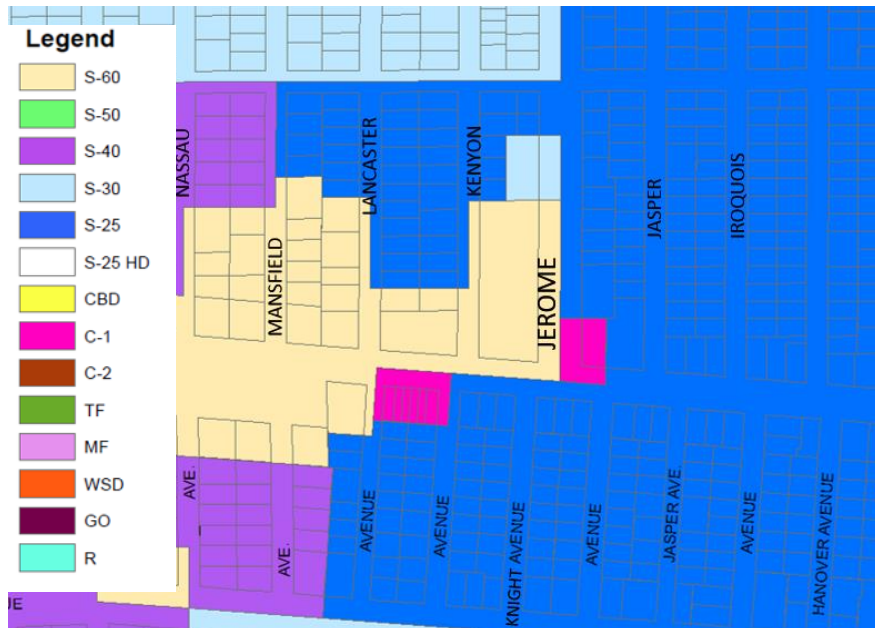 Legend
S-60
S-50
S-40
S-30
S-25
S-25 HD
CBD
C-1
C-2
TF
MF
WSD
GO
R
NASSAU
MANSFIELD
LANCASTER
KENYON
JEROME
JASPER
IROQUOIS
AVE.
AVE.
AVENUE
AVENUE
KNIGHT AVENUE
AVENUE
JASPER AVE.
AVENUE
HANOVER AVENUE
UE